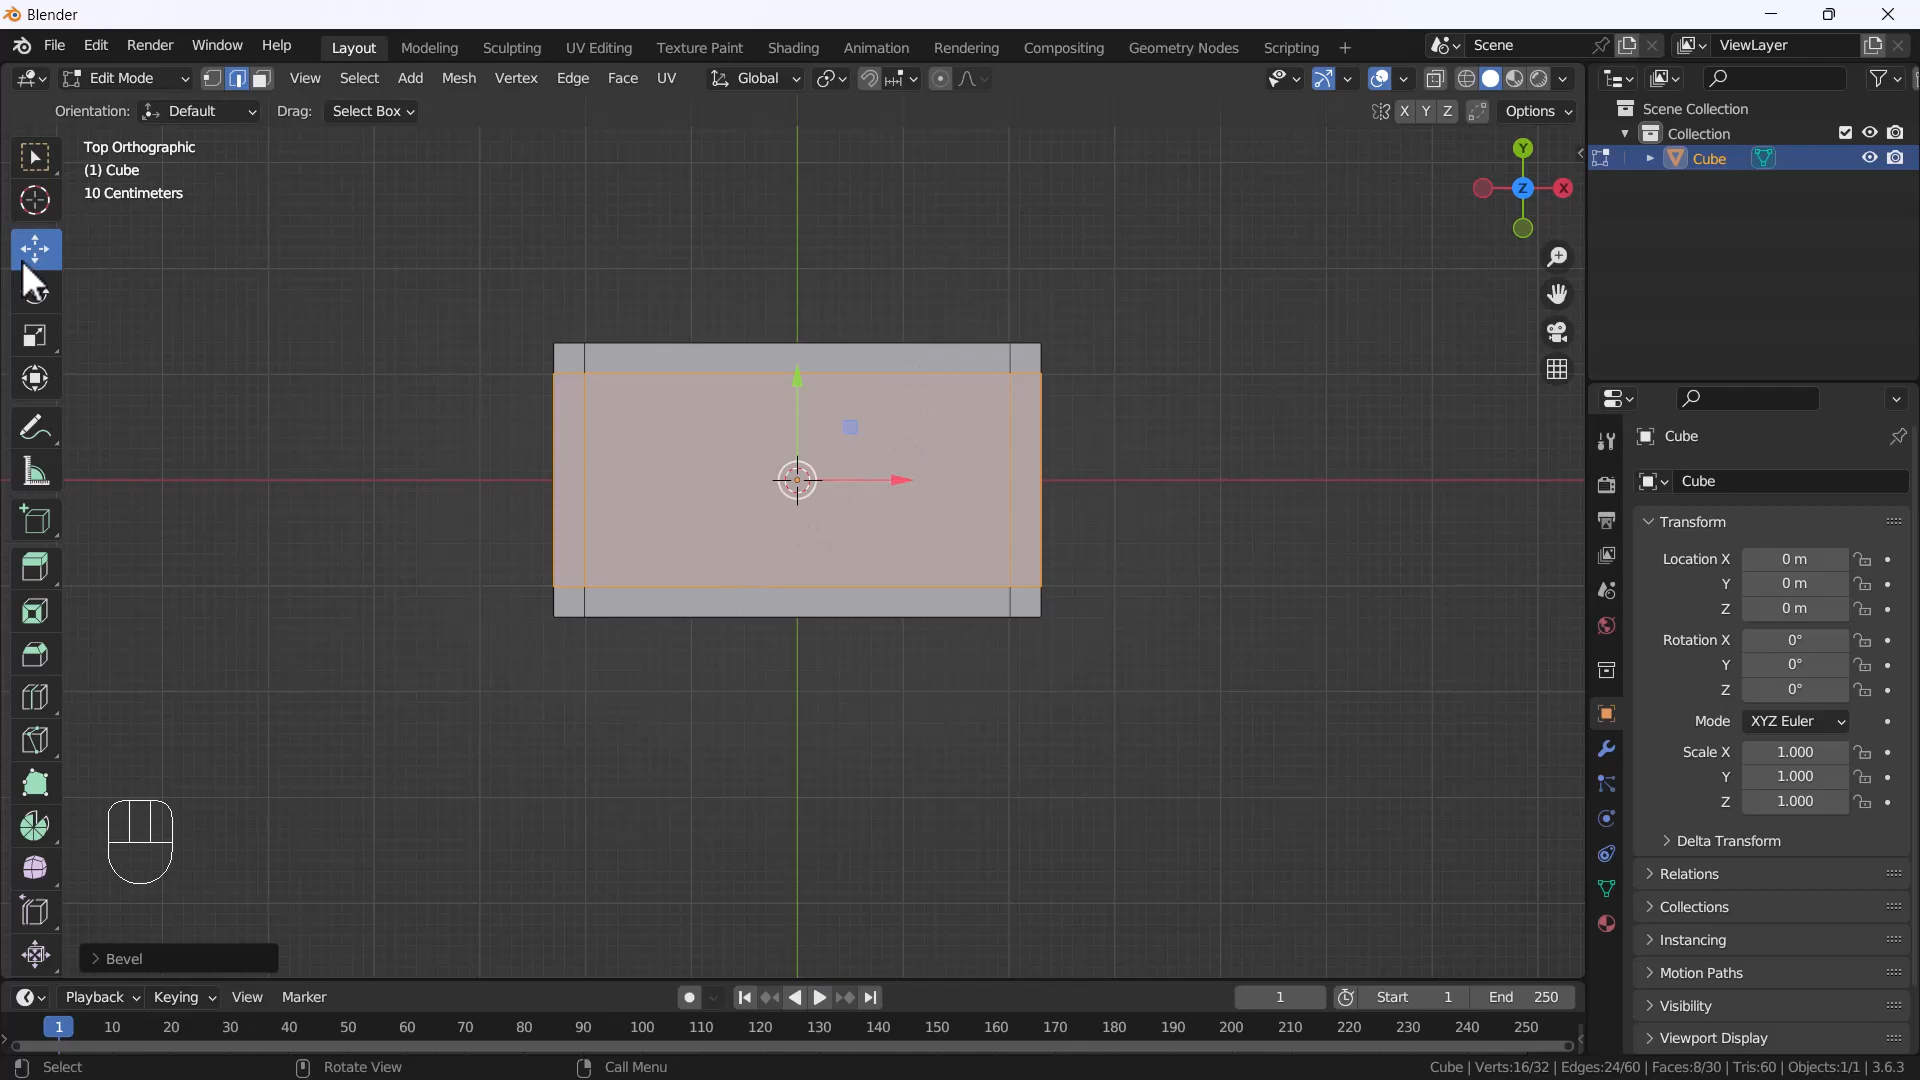 Blender
File Edit Render Window Help Layout Modeling Sculpting UV Editing Texture Paint Shading Animation Rendering Compositing Geometry Nodes Scripting + Scene ViewLayer
Edit Mode View Select Add Mesh Vertex Edge Face UV Global
Orientation: Default Drag: Select Box X Y Z Options
Scene Collection
Collection
Cube
Top Orthographic
(1) Cube
10 Centimeters
Y
Z X
Cube
Cube
Transform
Location X 0 m
Y 0 m
Z 0 m
Rotation X 0°
Y 0°
Z 0°
Mode XYZ Euler
Scale X 1.000
Y 1.000
Z 1.000
Delta Transform
Relations
Collections
Instancing
Motion Paths
Visibility
Viewport Display
Bevel
Playback Keying View Marker 1 Start 1 End 250
1 10 20 30 40 50 60 70 80 90 100 110 120 130 140 150 160 170 180 190 200 210 220 230 240 250
Select Rotate View Call Menu Cube | Verts:16/32 | Edges:24/60 | Faces:8/30 | Tris:60 | Objects:1/1 | 3.6.3